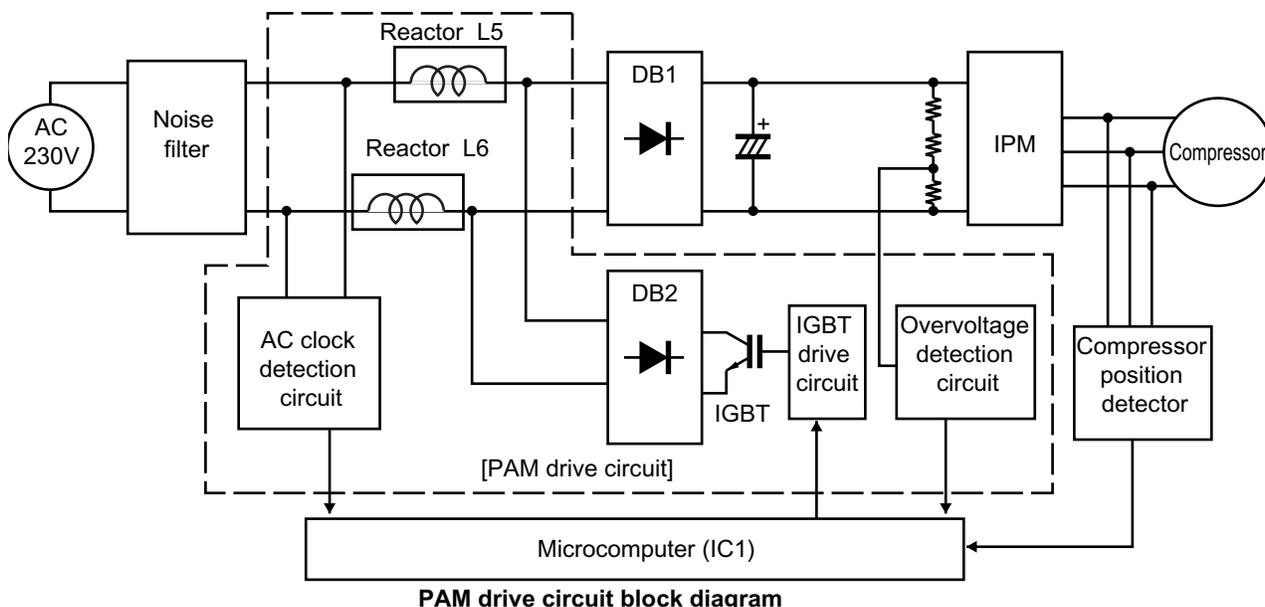 Reactor L5
DB1
AC
230V
Noise
filter
+
IPM
Compressor
Reactor L6
DB2
AC clock
detection
circuit
IGBT
IGBT
drive
circuit
Overvoltage
detection
circuit
Compressor
position
detector
[PAM drive circuit]
Microcomputer (IC1)
PAM drive circuit block diagram